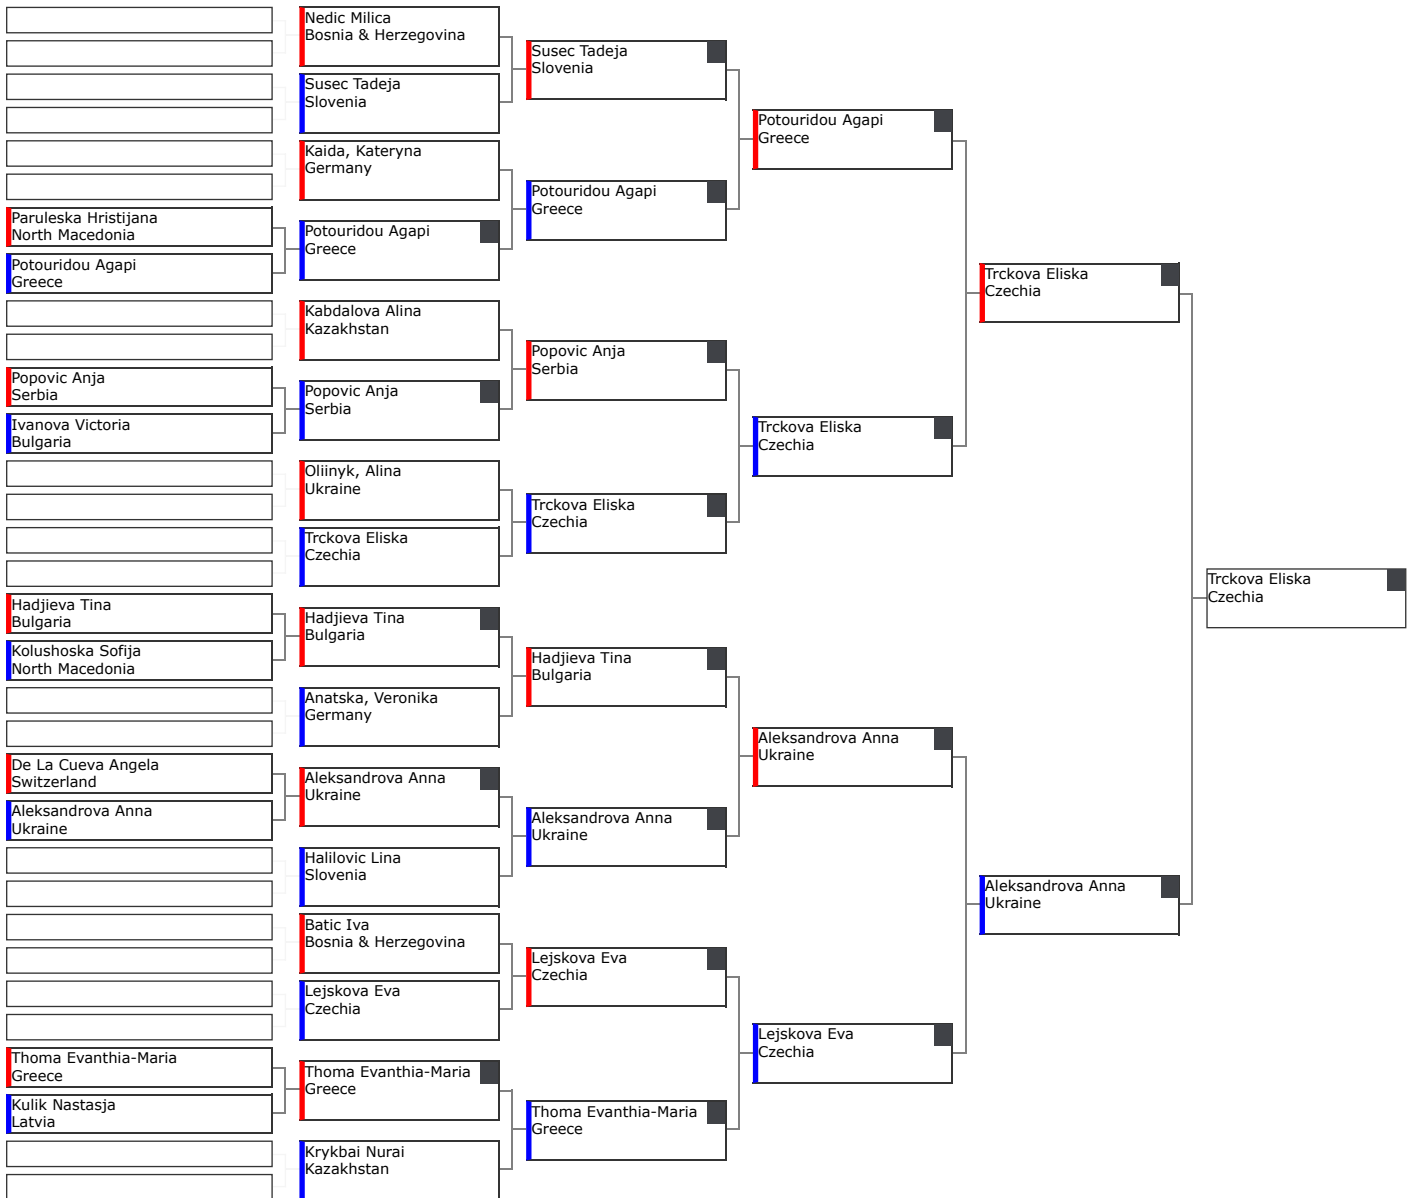 Paruleska Hristijana
North Macedonia
Potouridou Agapi
Greece
Popovic Anja
Serbia
Ivanova Victoria
Bulgaria
Hadjieva Tina
Bulgaria
Kolushoska Sofija
North Macedonia
De La Cueva Angela
Switzerland
Aleksandrova Anna
Ukraine
Thoma Evanthia-Maria
Greece
Kulik Nastasja
Latvia
Nedic Milica
Bosnia & Herzegovina
Susec Tadeja
Slovenia
Kaida, Kateryna
Germany
Potouridou Agapi
Greece
Kabdalova Alina
Kazakhstan
Popovic Anja
Serbia
Oliinyk, Alina
Ukraine
Trckova Eliska
Czechia
Hadjieva Tina
Bulgaria
Anatska, Veronika
Germany
Aleksandrova Anna
Ukraine
Halilovic Lina
Slovenia
Batic Iva
Bosnia & Herzegovina
Lejskova Eva
Czechia
Thoma Evanthia-Maria
Greece
Krykbai Nurai
Kazakhstan
Susec Tadeja
Slovenia
Potouridou Agapi
Greece
Popovic Anja
Serbia
Trckova Eliska
Czechia
Hadjieva Tina
Bulgaria
Aleksandrova Anna
Ukraine
Lejskova Eva
Czechia
Thoma Evanthia-Maria
Greece
Potouridou Agapi
Greece
Trckova Eliska
Czechia
Aleksandrova Anna
Ukraine
Lejskova Eva
Czechia
Trckova Eliska
Czechia
Aleksandrova Anna
Ukraine
Trckova Eliska
Czechia